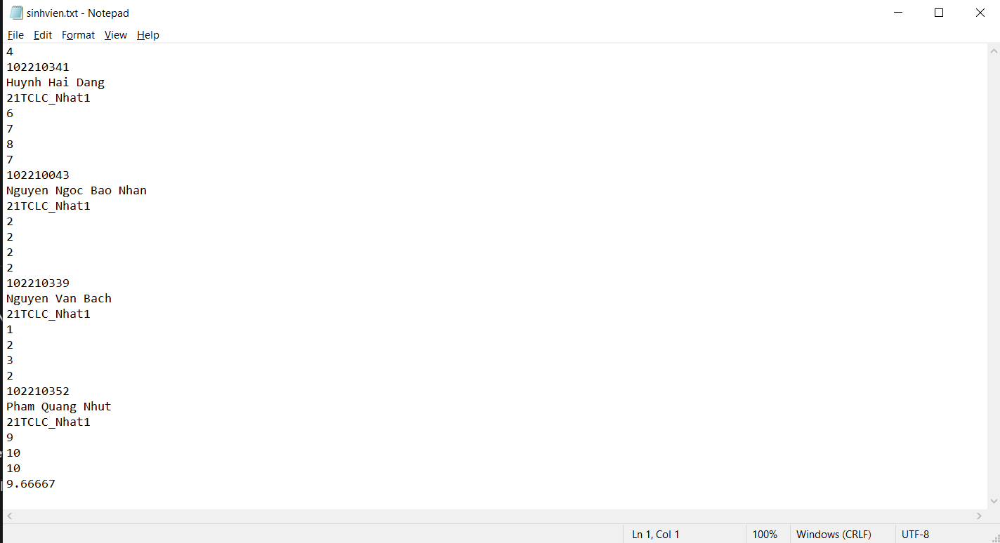 sinhvien.txt - Notepad
File Edit Format View Help
4
102210341
Huynh Hai Dang
21TCLC_Nhat1
6
7
8
7
102210043
Nguyen Ngoc Bao Nhan
21TCLC_Nhat1
2
2
2
2
102210339
Nguyen Van Bach
21TCLC_Nhat1
1
2
3
2
102210352
Pham Quang Nhut
21TCLC_Nhat1
9
10
10
9.66667
Ln 1, Col 1 100% Windows (CRLF) UTF-8